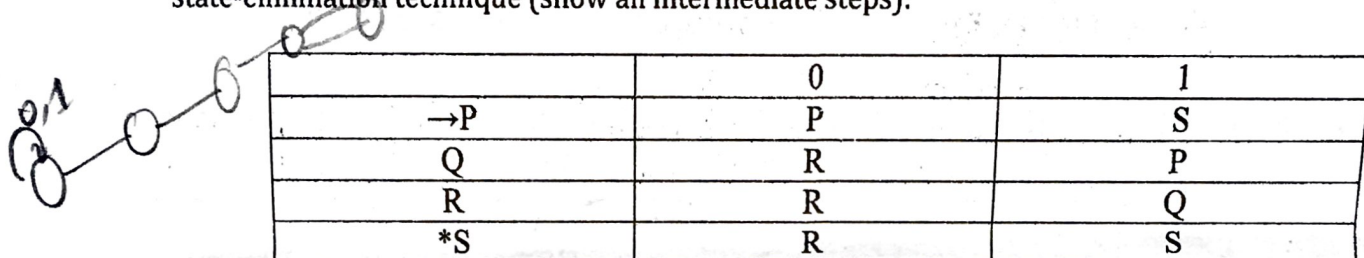 state-elimination technique (show all intermediate steps).
0,1
0 1
→P P S
Q R P
R R Q
*S R S